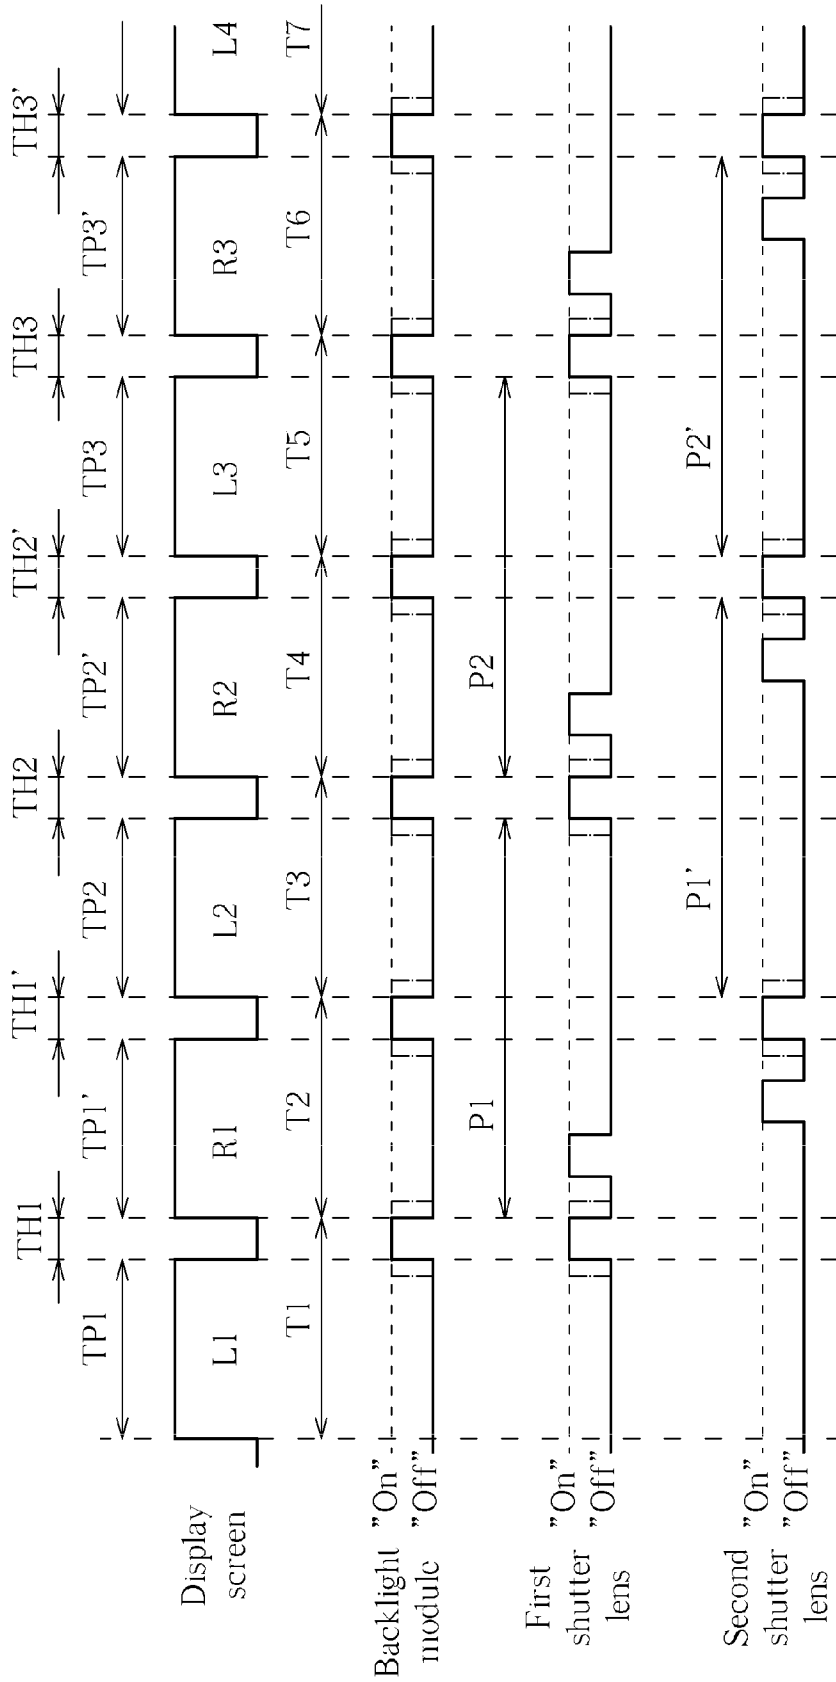 TH1 TH1' TH2 TH2' TH3 TH3'
TP1 TP1' TP2 TP2' TP3 TP3'
Display
screen
L1 R1 L2 R2 L3 R3 L4
T1 T2 T3 T4 T5 T6 T7
Backlight
module
"On"
"Off"
P1 P2
First
shutter
lens
"On"
"Off"
P1' P2'
Second
shutter
lens
"On"
"Off"